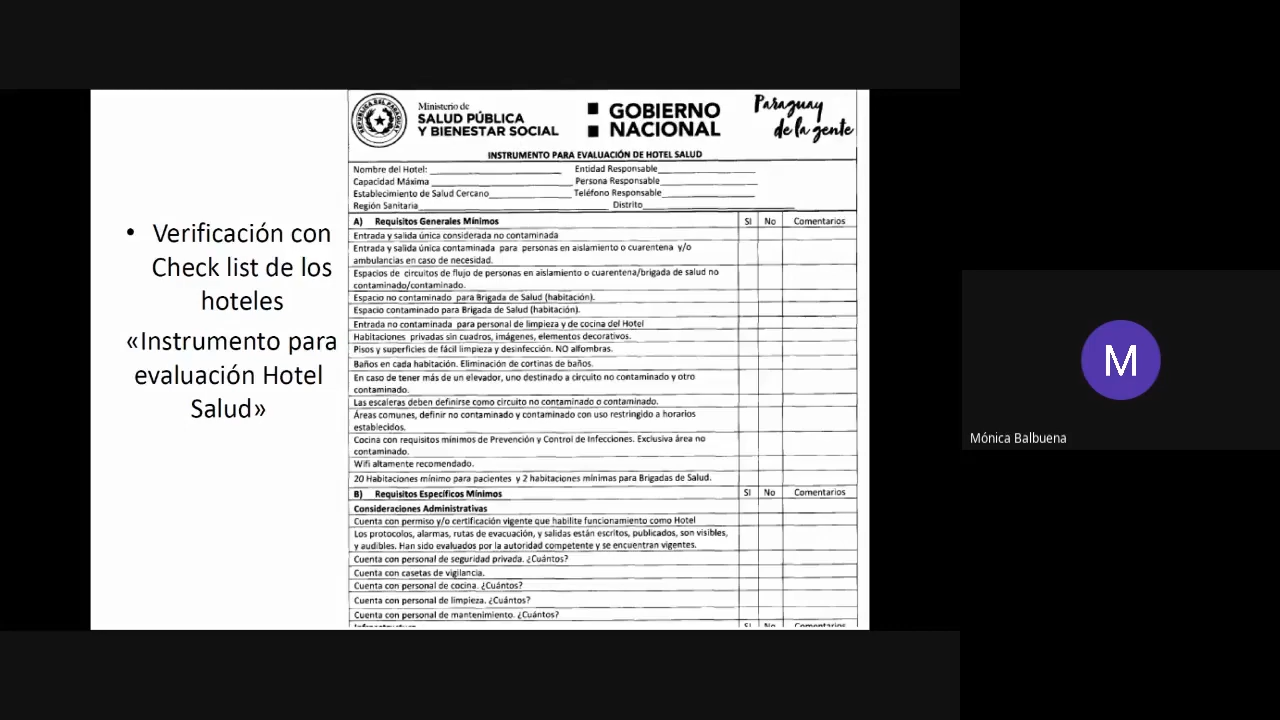 • Verificación con
Check list de los
hoteles
«Instrumento para
evaluación Hotel
Salud»
REPUBLICA DEL PARAGUAY
Ministerio de
SALUD PÚBLICA
Y BIENESTAR SOCIAL
GOBIERNO
NACIONAL
Paraguay
de la gente
INSTRUMENTO PARA EVALUACIÓN DE HOTEL SALUD
Nombre del Hotel: Entidad Responsable
Capacidad Máxima Persona Responsable
Establecimiento de Salud Cercano Teléfono Responsable
Región Sanitaria Distrito
A) Requisitos Generales Mínimos SI No Comentarios
Entrada y salida única considerada no contaminada
Entrada y salida única contaminada para personas en aislamiento o cuarentena y/o
ambulancias en caso de necesidad.
Espacios de circuitos de flujo de personas en aislamiento o cuarentena/brigada de salud no
contaminado/contaminado.
Espacio no contaminado para Brigada de Salud (habitación).
Espacio contaminado para Brigada de Salud (habitación).
Entrada no contaminada para personal de limpieza y de cocina del Hotel
Habitaciones privadas sin cuadros, imágenes, elementos decorativos.
Pisos y superficies de fácil limpieza y desinfección. NO alfombras.
Baños en cada habitación. Eliminación de cortinas de baños.
En caso de tener más de un elevador, uno destinado a circuito no contaminado y otro
contaminado.
Las escaleras deben definirse como circuito no contaminado o contaminado.
Áreas comunes, definir no contaminado y contaminado con uso restringido a horarios
establecidos.
Cocina con requisitos mínimos de Prevención y Control de Infecciones. Exclusiva área no
contaminado.
Wifi altamente recomendado.
20 Habitaciones mínimo para pacientes y 2 habitaciones mínimas para Brigadas de Salud.
B) Requisitos Específicos Mínimos SI No Comentarios
Consideraciones Administrativas
Cuenta con permiso y/o certificación vigente que habilite funcionamiento como Hotel
Los protocolos, alarmas, rutas de evacuación, y salidas están escritos, publicados, son visibles,
y audibles. Han sido evaluados por la autoridad competente y se encuentran vigentes.
Cuenta con personal de seguridad privada. ¿Cuántos?
Cuenta con casetas de vigilancia.
Cuenta con personal de cocina. ¿Cuántos?
Cuenta con personal de limpieza. ¿Cuántos?
Cuenta con personal de mantenimiento. ¿Cuántos?
Infraestructura SI No Comentarios
M
Mónica Balbuena